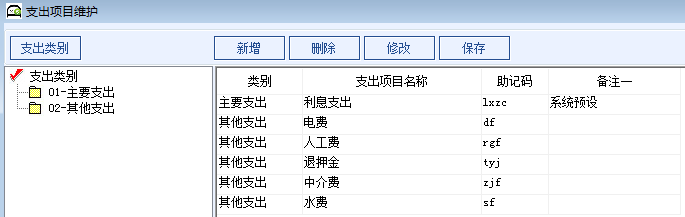 支出项目维护
支出类别 新增 删除 修改 保存
支出类别
01-主要支出
02-其他支出
类别 支出项目名称 助记码 备注一
主要支出 利息支出 lxzc 系统预设
其他支出 电费 df
其他支出 人工费 rgf
其他支出 退押金 tyj
其他支出 中介费 zjf
其他支出 水费 sf